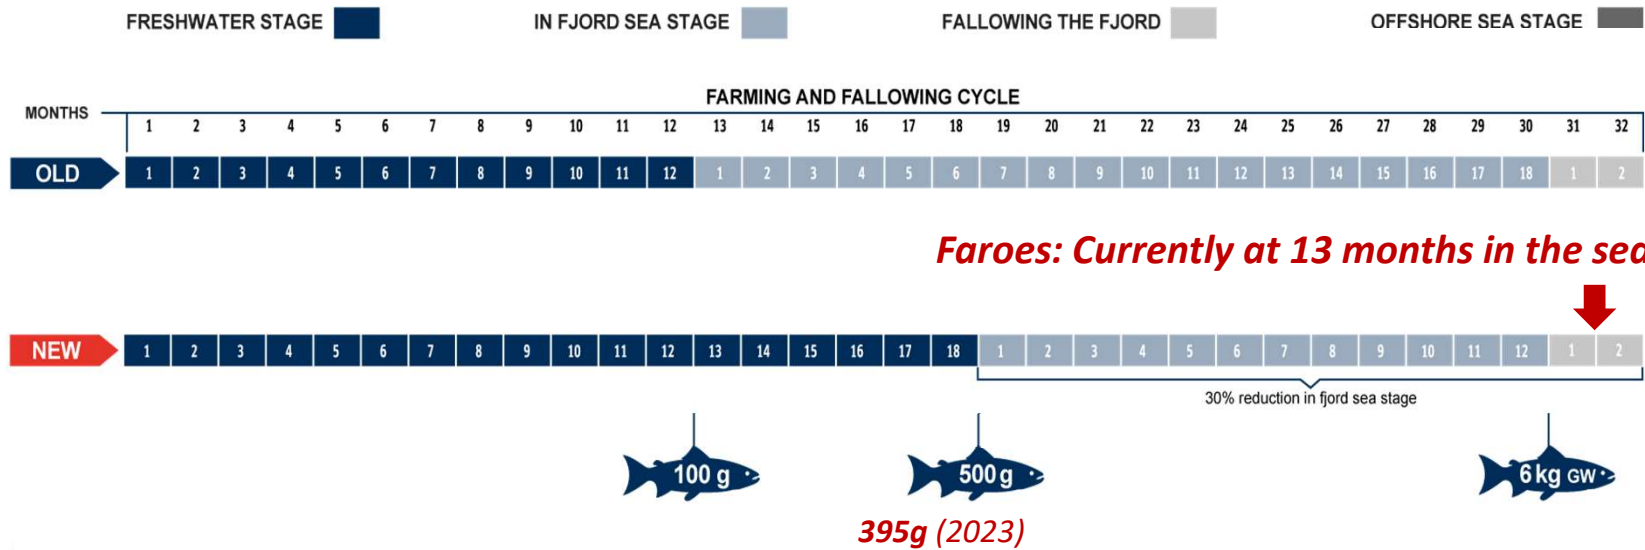 FRESHWATER STAGE IN FJORD SEA STAGE FALLOWING THE FJORD OFFSHORE SEA STAGE
FARMING AND FALLOWING CYCLE
MONTHS 1 2 3 4 5 6 7 8 9 10 11 12 13 14 15 16 17 18 19 20 21 22 23 24 25 26 27 28 29 30 31 32
OLD 1 2 3 4 5 6 7 8 9 10 11 12 1 2 3 4 5 6 7 8 9 10 11 12 13 14 15 16 17 18 1 2
Faroes: Currently at 13 months in the sea
NEW 1 2 3 4 5 6 7 8 9 10 11 12 13 14 15 16 17 18 1 2 3 4 5 6 7 8 9 10 11 12 1 2
30% reduction in fjord sea stage
100 g 500 g 6 kg GW
395g (2023)